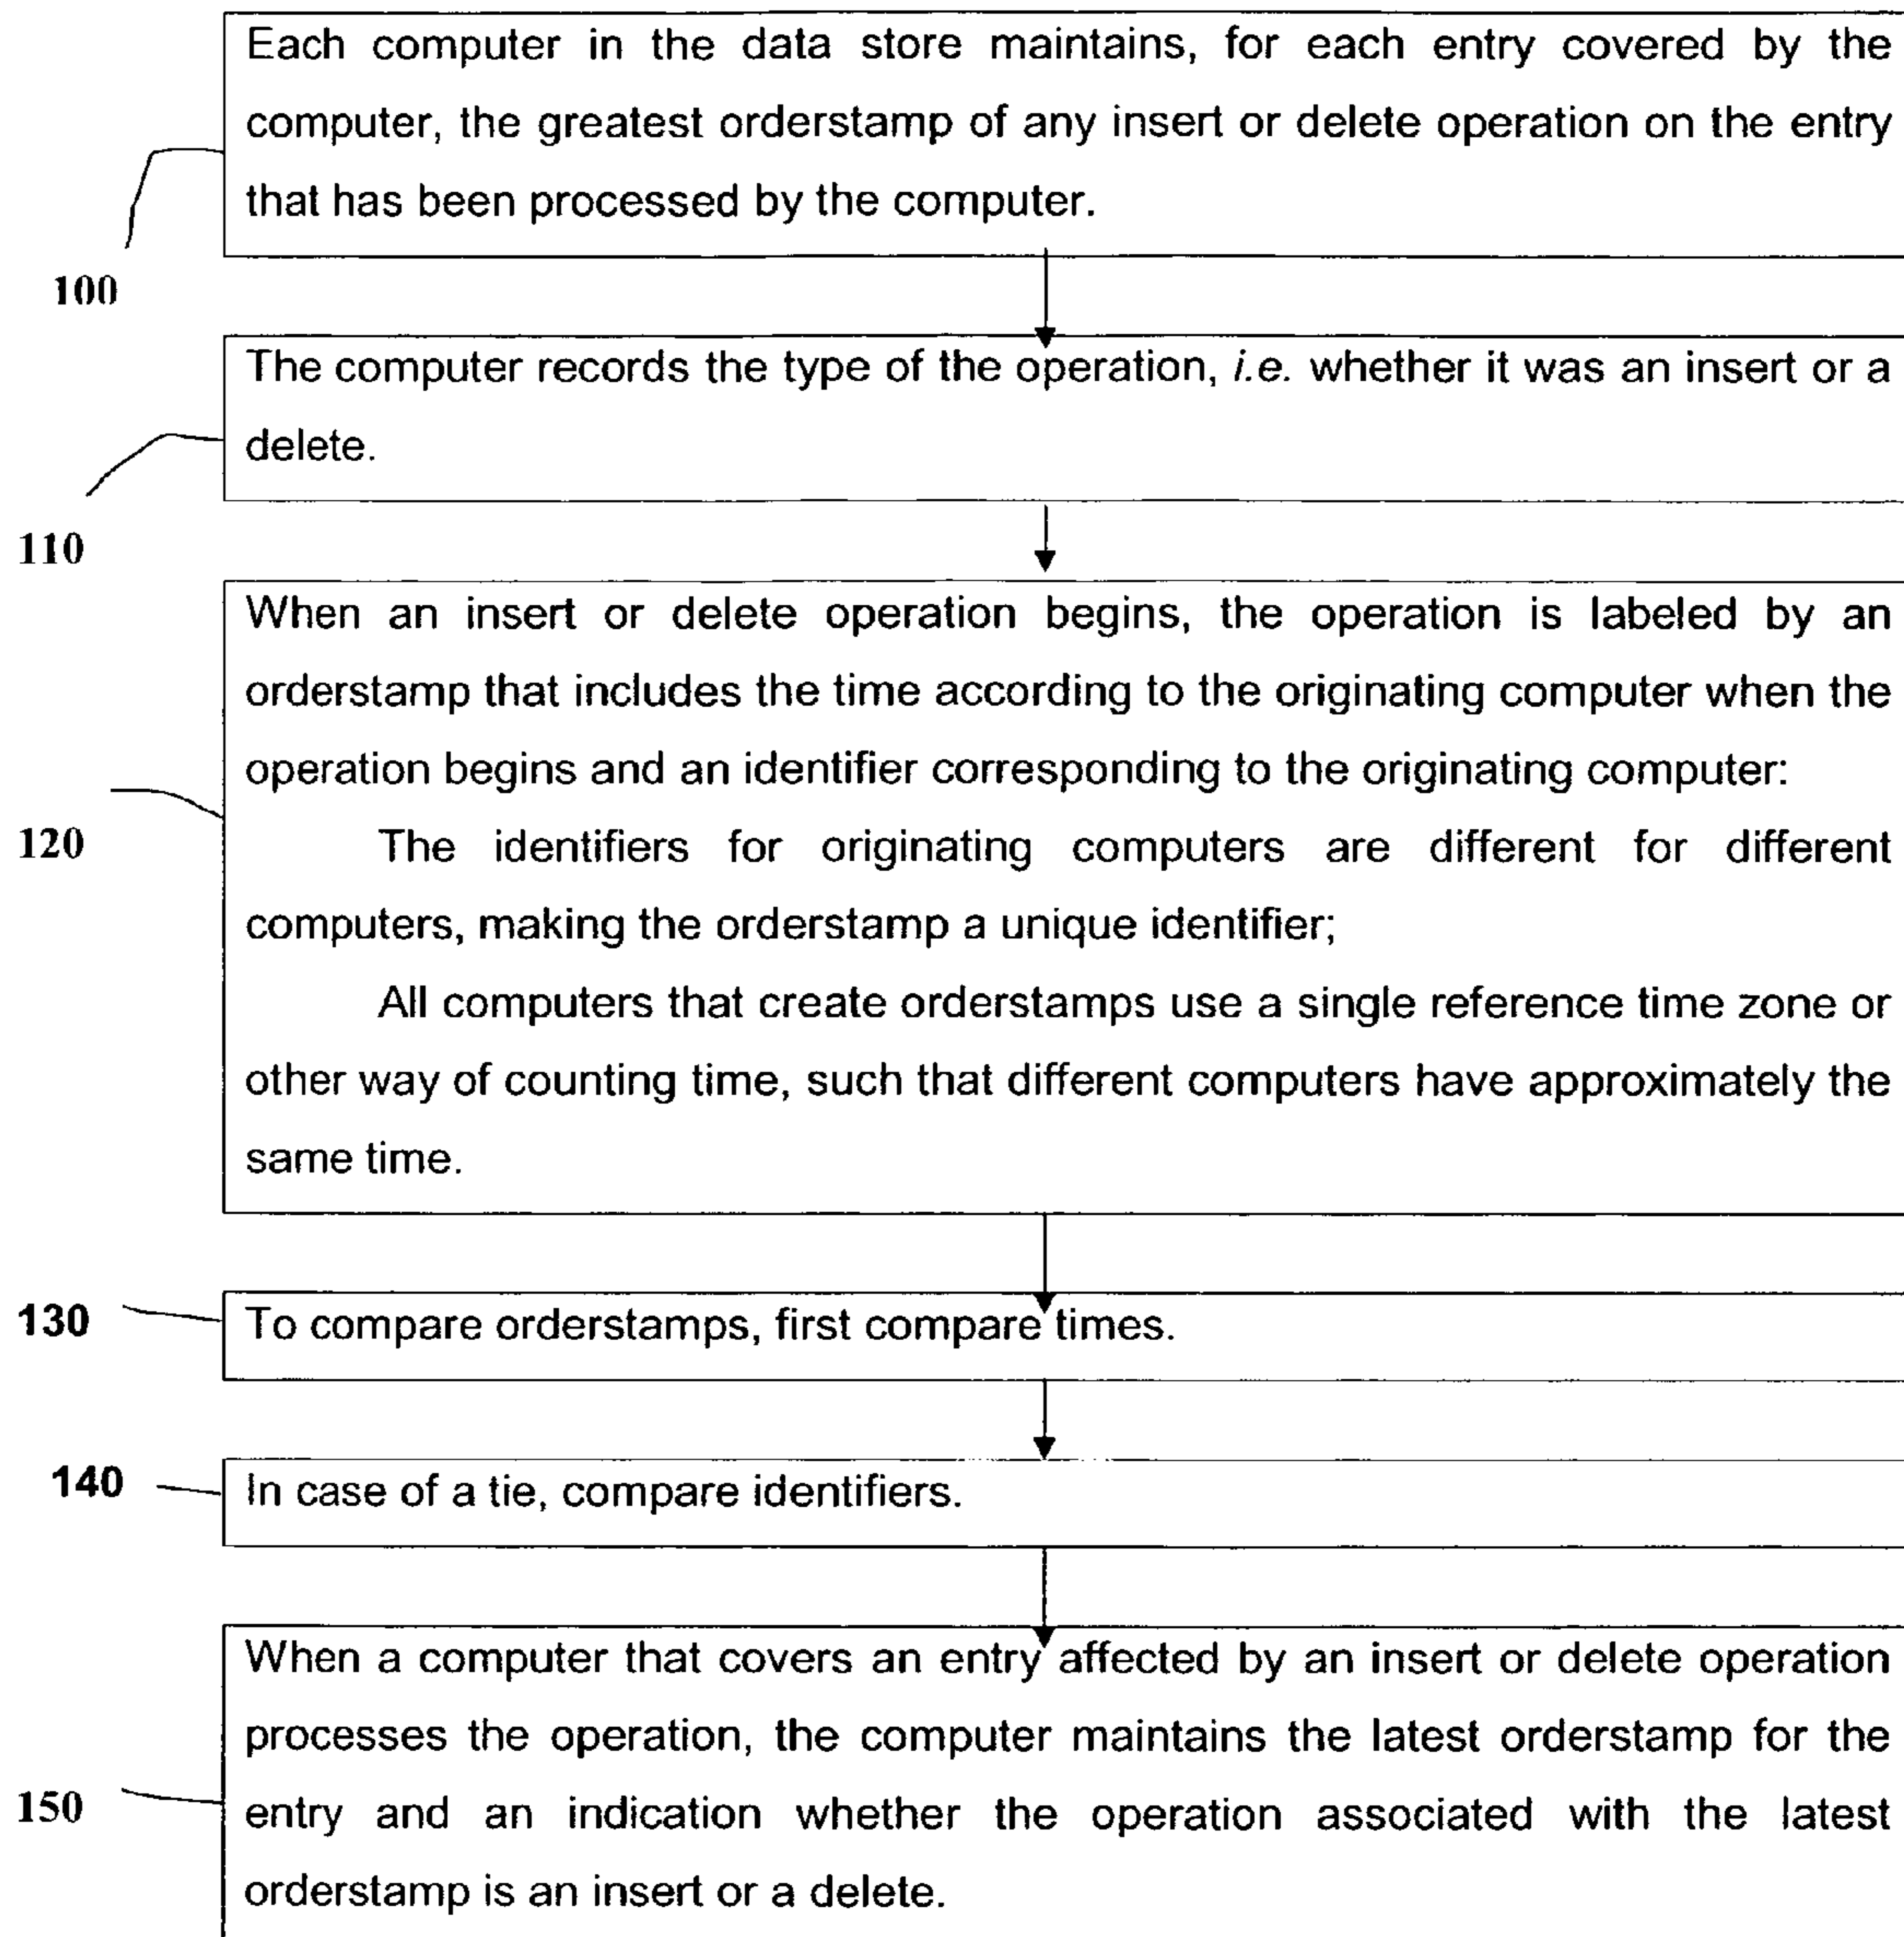 Each computer in the data store maintains, for each entry covered by the
computer, the greatest orderstamp of any insert or delete operation on the entry
that has been processed by the computer.
100
The computer records the type of the operation, i.e. whether it was an insert or a
delete.
110
When an insert or delete operation begins, the operation is labeled by an
orderstamp that includes the time according to the originating computer when the
operation begins and an identifier corresponding to the originating computer:
120
The identifiers for originating computers are different for different
computers, making the orderstamp a unique identifier;
All computers that create orderstamps use a single reference time zone or
other way of counting time, such that different computers have approximately the
same time.
130
To compare orderstamps, first compare times.
140
In case of a tie, compare identifiers.
When a computer that covers an entry affected by an insert or delete operation
processes the operation, the computer maintains the latest orderstamp for the
150
entry and an indication whether the operation associated with the latest
orderstamp is an insert or a delete.